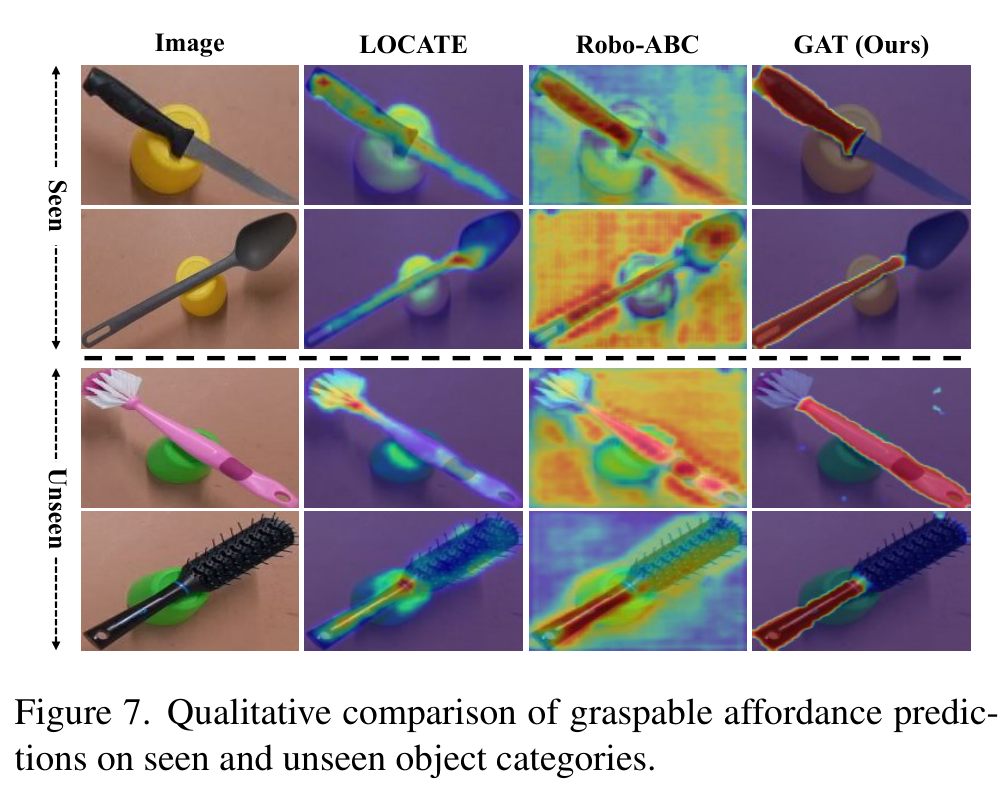 Image
LOCATE
Robo-ABC
GAT (Ours)
Seen
Unseen
Figure 7. Qualitative comparison of graspable affordance predic-
tions on seen and unseen object categories.